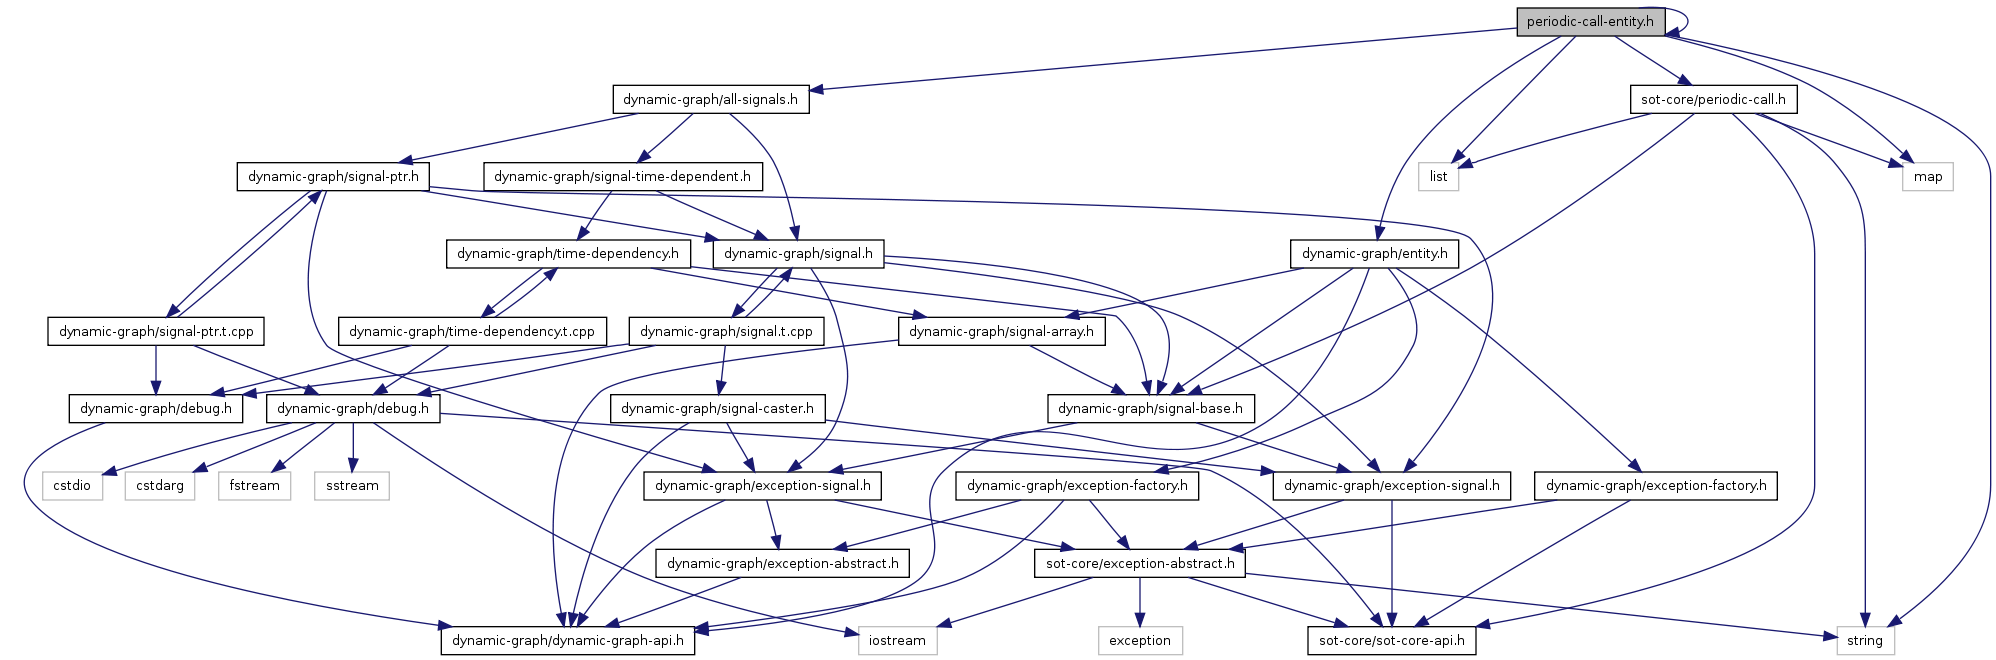 periodic-call-entity.h
dynamic-graph/all-signals.h
sot-core/periodic-call.h
dynamic-graph/signal-ptr.h
dynamic-graph/signal-time-dependent.h
list
map
dynamic-graph/time-dependency.h
dynamic-graph/signal.h
dynamic-graph/entity.h
dynamic-graph/signal-ptr.t.cpp
dynamic-graph/time-dependency.t.cpp
dynamic-graph/signal.t.cpp
dynamic-graph/signal-array.h
dynamic-graph/debug.h
dynamic-graph/debug.h
dynamic-graph/signal-caster.h
dynamic-graph/signal-base.h
cstdio
cstdarg
fstream
sstream
dynamic-graph/exception-signal.h
dynamic-graph/exception-factory.h
dynamic-graph/exception-signal.h
dynamic-graph/exception-factory.h
dynamic-graph/exception-abstract.h
sot-core/exception-abstract.h
dynamic-graph/dynamic-graph-api.h
iostream
exception
sot-core/sot-core-api.h
string